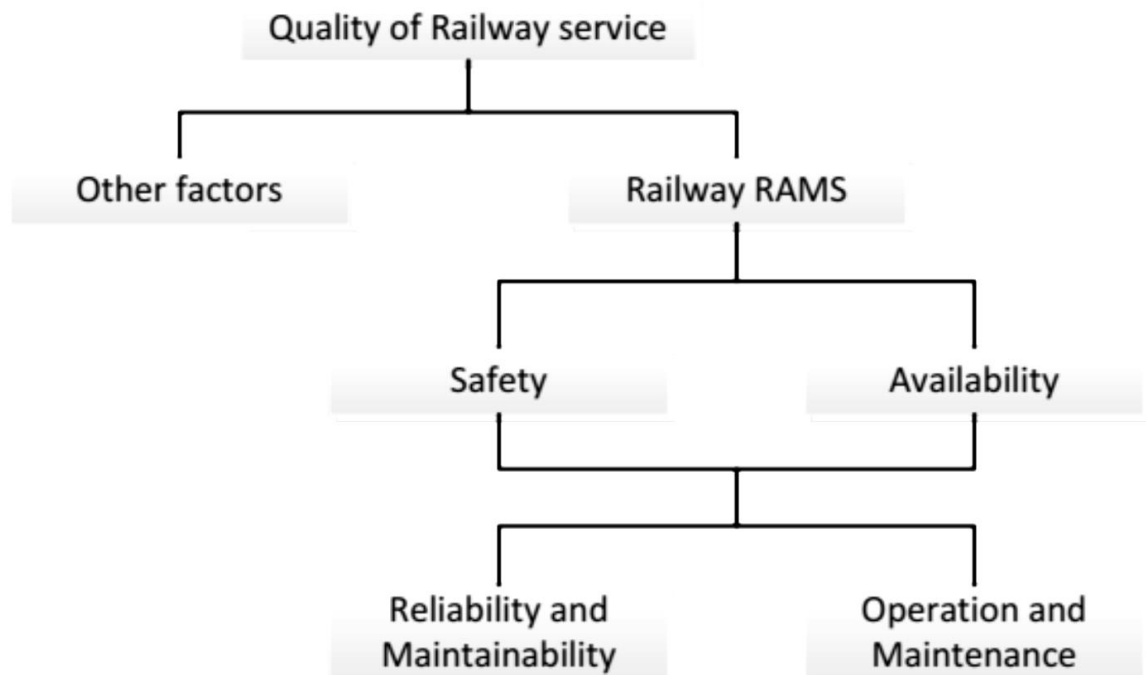 Quality of Railway service
Other factors
Railway RAMS
Safety
Availability
Reliability and
Maintainability
Operation and
Maintenance